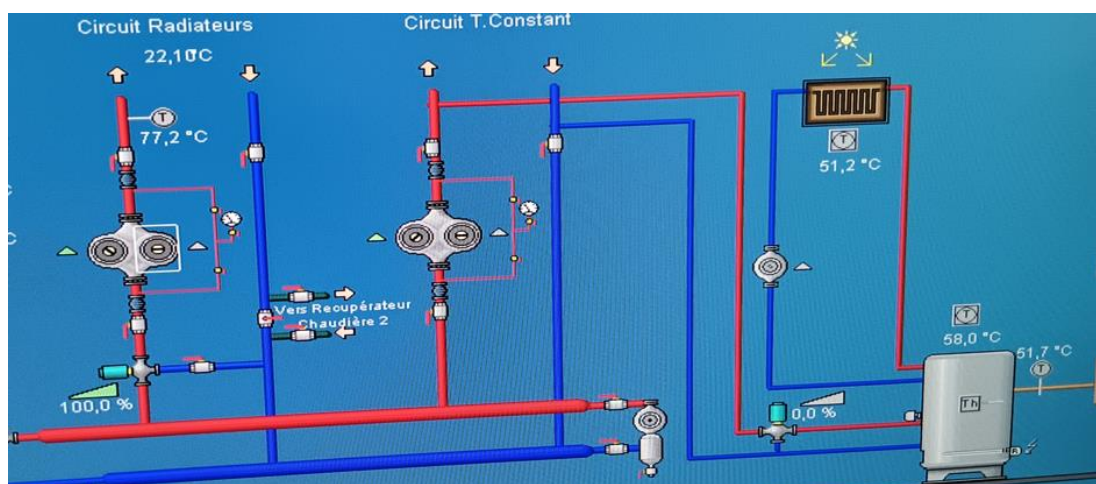 Circuit Radiateurs
22,10°C
Circuit T.Constant
T
77,2 °C
T
51,2 °C
Vers Recupérateur
Chaudière 2
T
58,0 °C
51,7 °C
T
100,0 %
0,0 %
Th